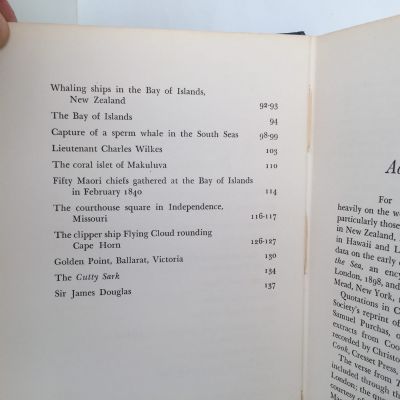 Whaling ships in the Bay of Islands,
New Zealand 92-93
The Bay of Islands 94
Capture of a sperm whale in the South Seas 98-99
Lieutenant Charles Wilkes 103
The coral islet of Makuluva 110
Fifty Maori chiefs gathered at the Bay of Islands
in February 1840 114
The courthouse square in Independence,
Missouri 116-117
The clipper ship Flying Cloud rounding
Cape Horn 126-127
Golden Point, Ballarat, Victoria 130
The Cutty Sark 134
Sir James Douglas 137
For
heavily on the
particularly those
in New Zealand,
in Hawaii and
data on the early
the Sea, an
London, 1898, and
Mead, New York,
Quotations in
Society's reprint of
Samuel Purchas,
extracts from
recorded by
Cook, Cresset Press,
The verse from
included through the
London; the
courtesy of